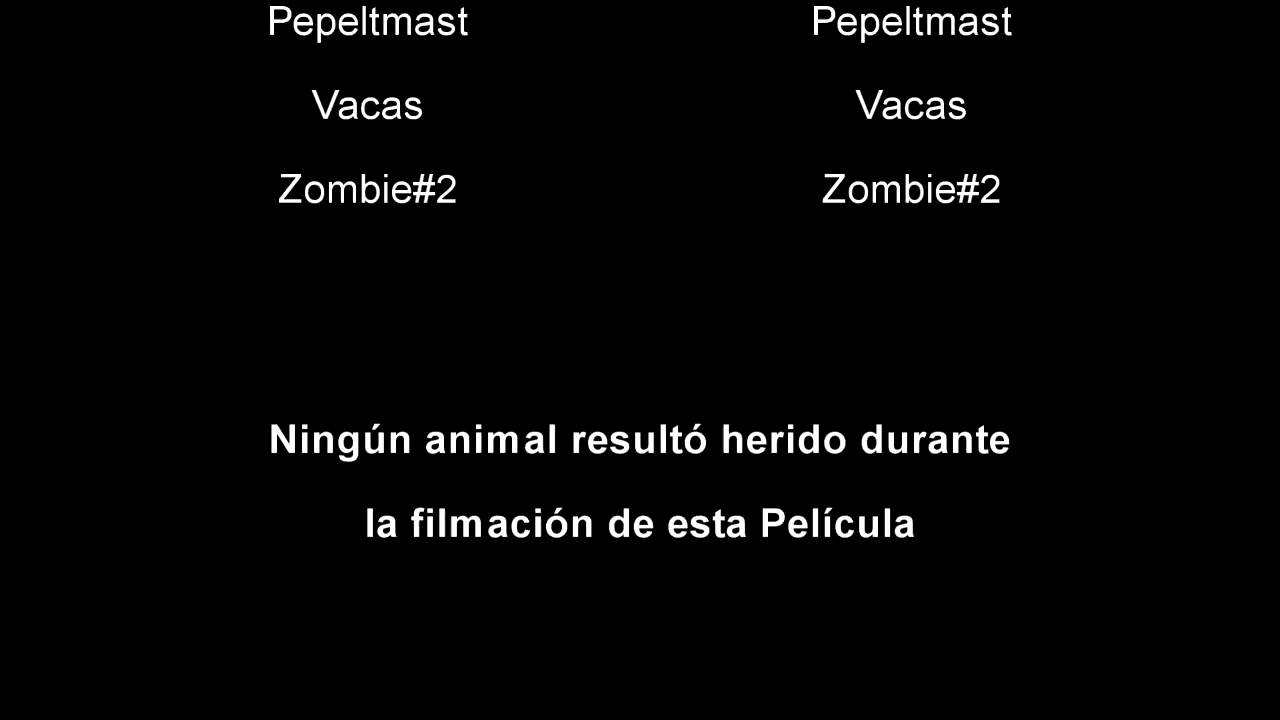 Pepeltmast Pepeltmast
Vacas Vacas
Zombie#2 Zombie#2
Ningún animal resultó herido durante
la filmación de esta Película